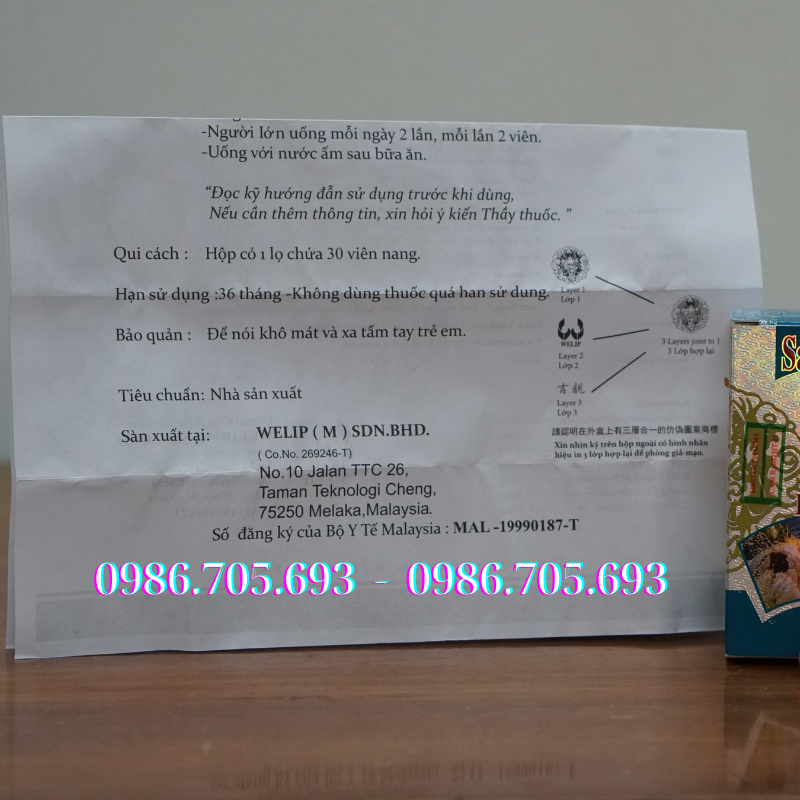 -Người lớn uống mỗi ngày 2 lần, mỗi lần 2 viên.
-Uống với nước ấm sau bữa ăn.
“Đọc kỹ hướng đẫn sử dụng trước khi dùng,
Nếu cần thêm thông tin, xin hỏi ý kiến Thầy thuốc. ”
Qui cách : Hộp có 1 lọ chứa 30 viên nang.
Hạn sử dụng :36 tháng -Không dùng thuốc quá han sử dung.
Bảo quản : Để nói khô mát và xa tấm tay trẻ em.
Tiêu chuẩn: Nhà sản xuất
Sản xuất tại: WELIP ( M ) SDN.BHD.
( Co.No. 269246-T)
No.10 Jalan TTC 26,
Taman Teknologi Cheng,
75250 Melaka,Malaysia.
Số đăng ký của Bộ Y Tế Malaysia : MAL -19990187-T
Layer 1
Lớp 1
WELIP
Layer 2
Lớp 2
吉龍
Layer 3
Lớp 3
3 Layers joint to 1
3 Lớp hợp lại
請認明在外盒上有三層合一的仿偽圖案商標
Xin nhìn kỹ trên hộp ngoài có hình nhãn
hiệu in 3 lớp hợp lại để phòng giả-mạo.
0986.705.693 - 0986.705.693
Sa